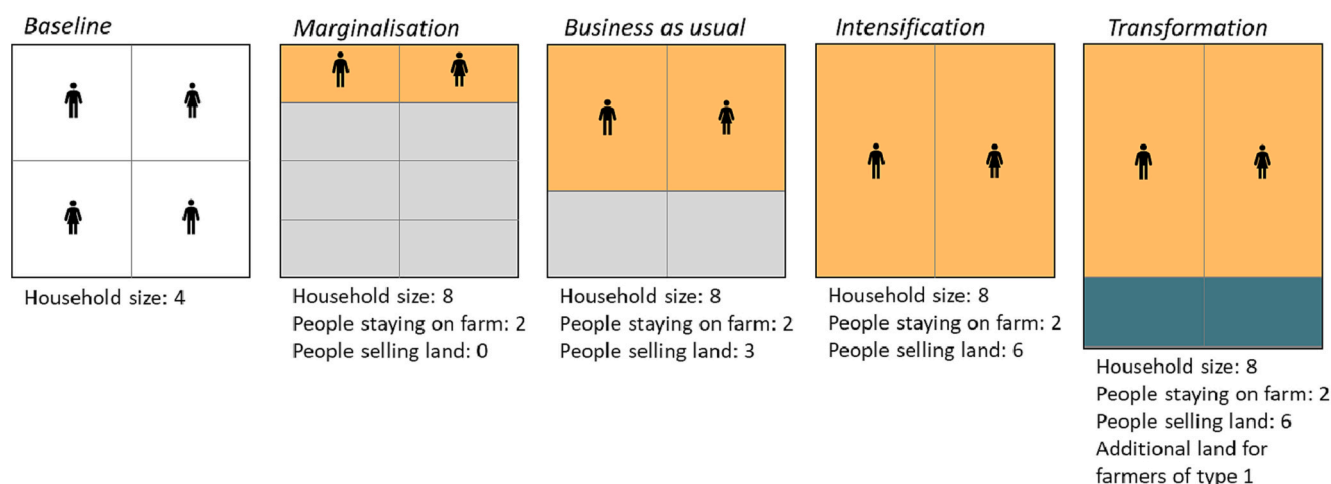 Baseline
Household size: 4
Marginalisation
Household size: 8
People staying on farm: 2
People selling land: 0
Business as usual
Household size: 8
People staying on farm: 2
People selling land: 3
Intensification
Household size: 8
People staying on farm: 2
People selling land: 6
Transformation
Household size: 8
People staying on farm: 2
People selling land: 6
Additional land for
farmers of type 1